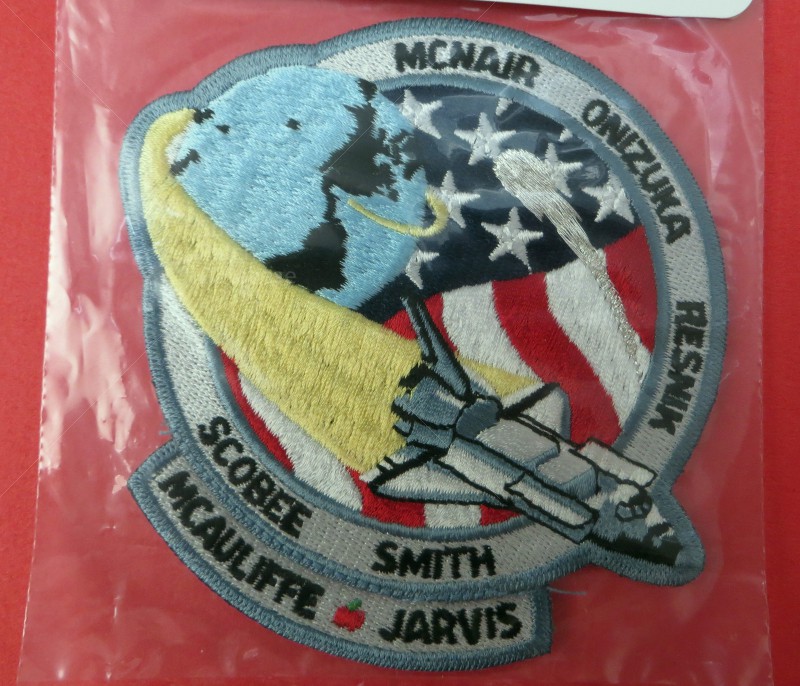 MCNAIR
ONIZUKA
RESNIK
SCOBEE
SMITH
MCAULIFFE JARVIS